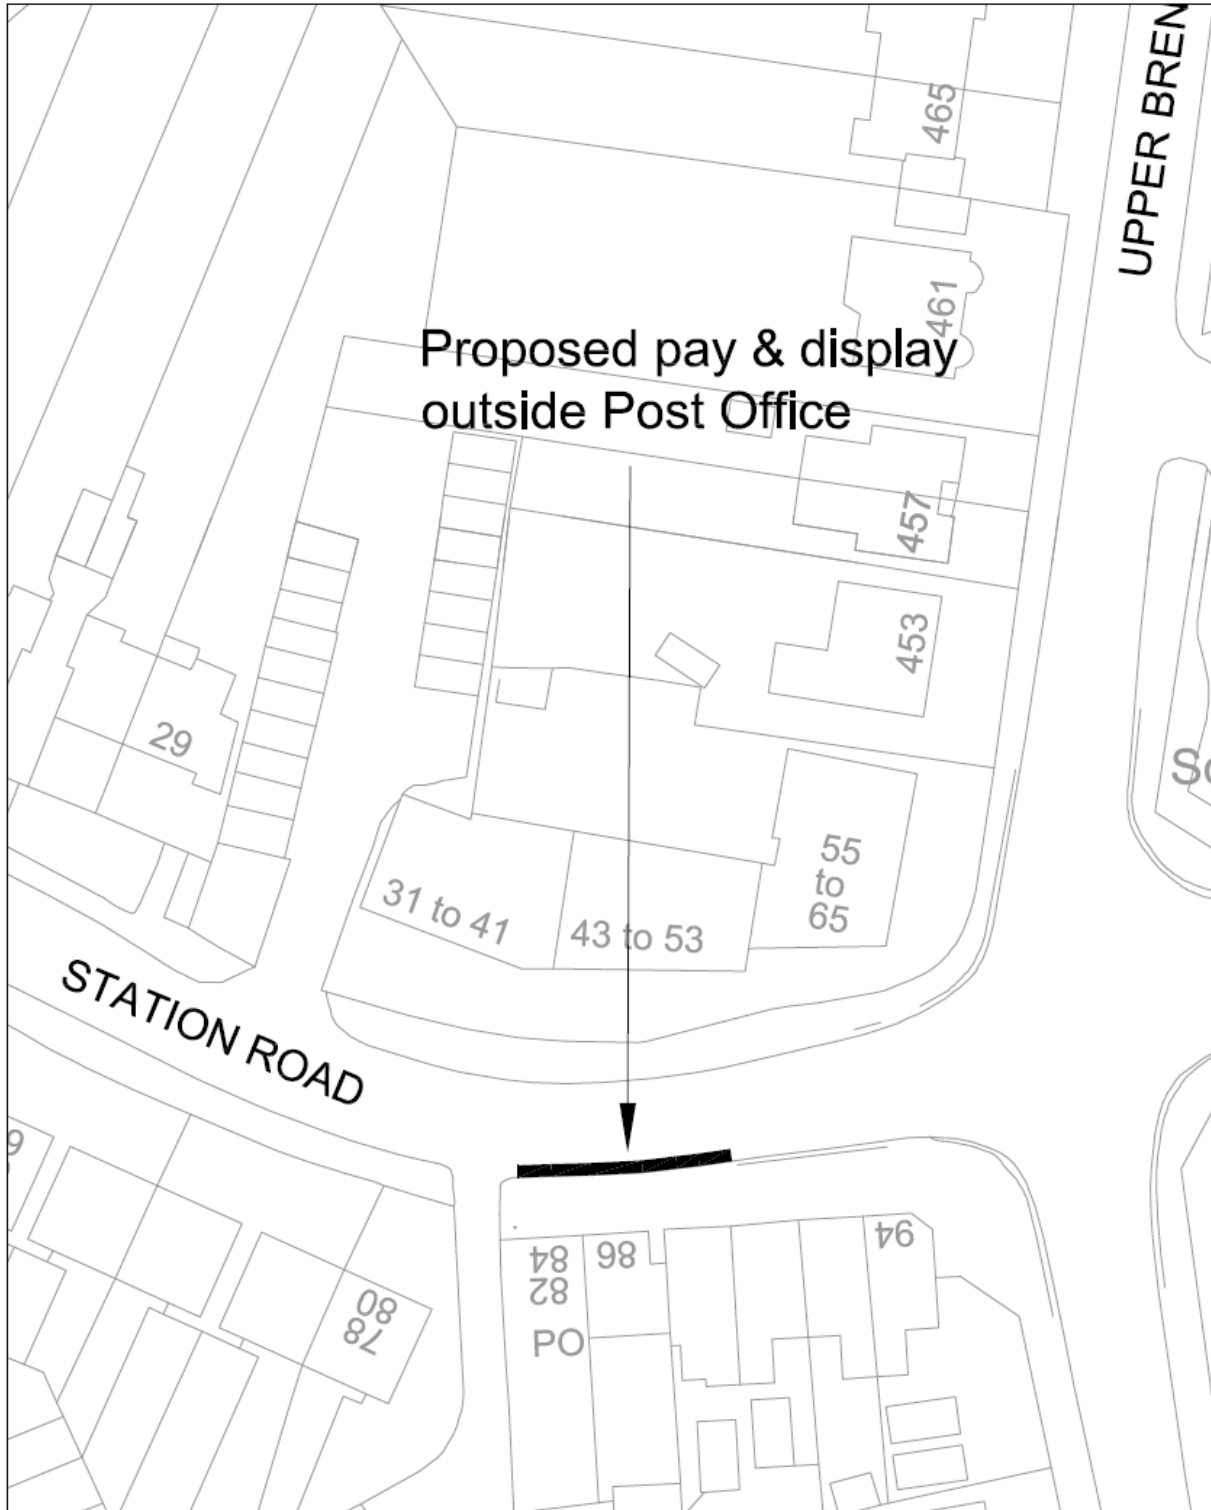 465
UPPER BREN
461
Proposed pay & display
outside Post Office
457
453
29
55
to
65
31 to 41
43 to 53
STATION ROAD
94
84
82
86
80
78
PO